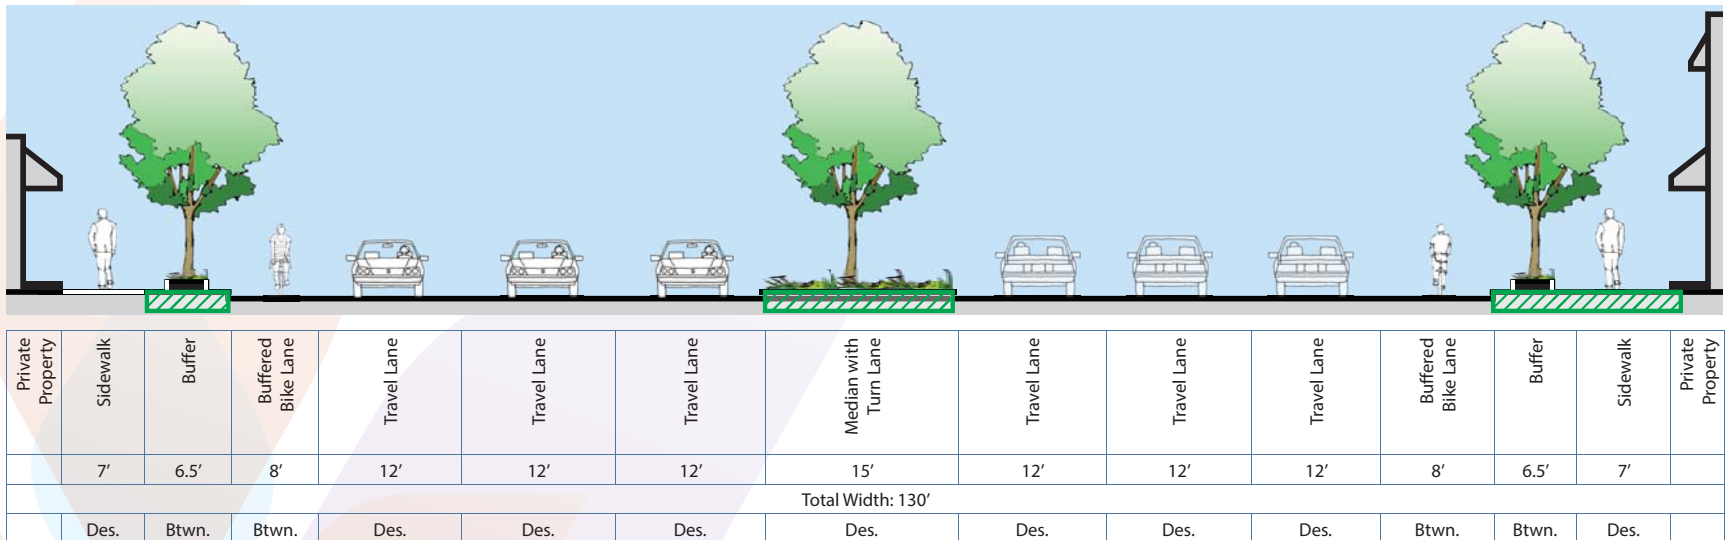 Private Property
Sidewalk
Buffer
Buffered Bike Lane
Travel Lane
Travel Lane
Travel Lane
Median with Turn Lane
Travel Lane
Travel Lane
Travel Lane
Buffered Bike Lane
Buffer
Sidewalk
Private Property
7’ 6.5’ 8’ 12’ 12’ 12’ 15’ 12’ 12’ 12’ 8’ 6.5’ 7’
Total Width: 130’
Des. Btwn. Btwn. Des. Des. Des. Des. Des. Des. Des. Btwn. Btwn. Des.